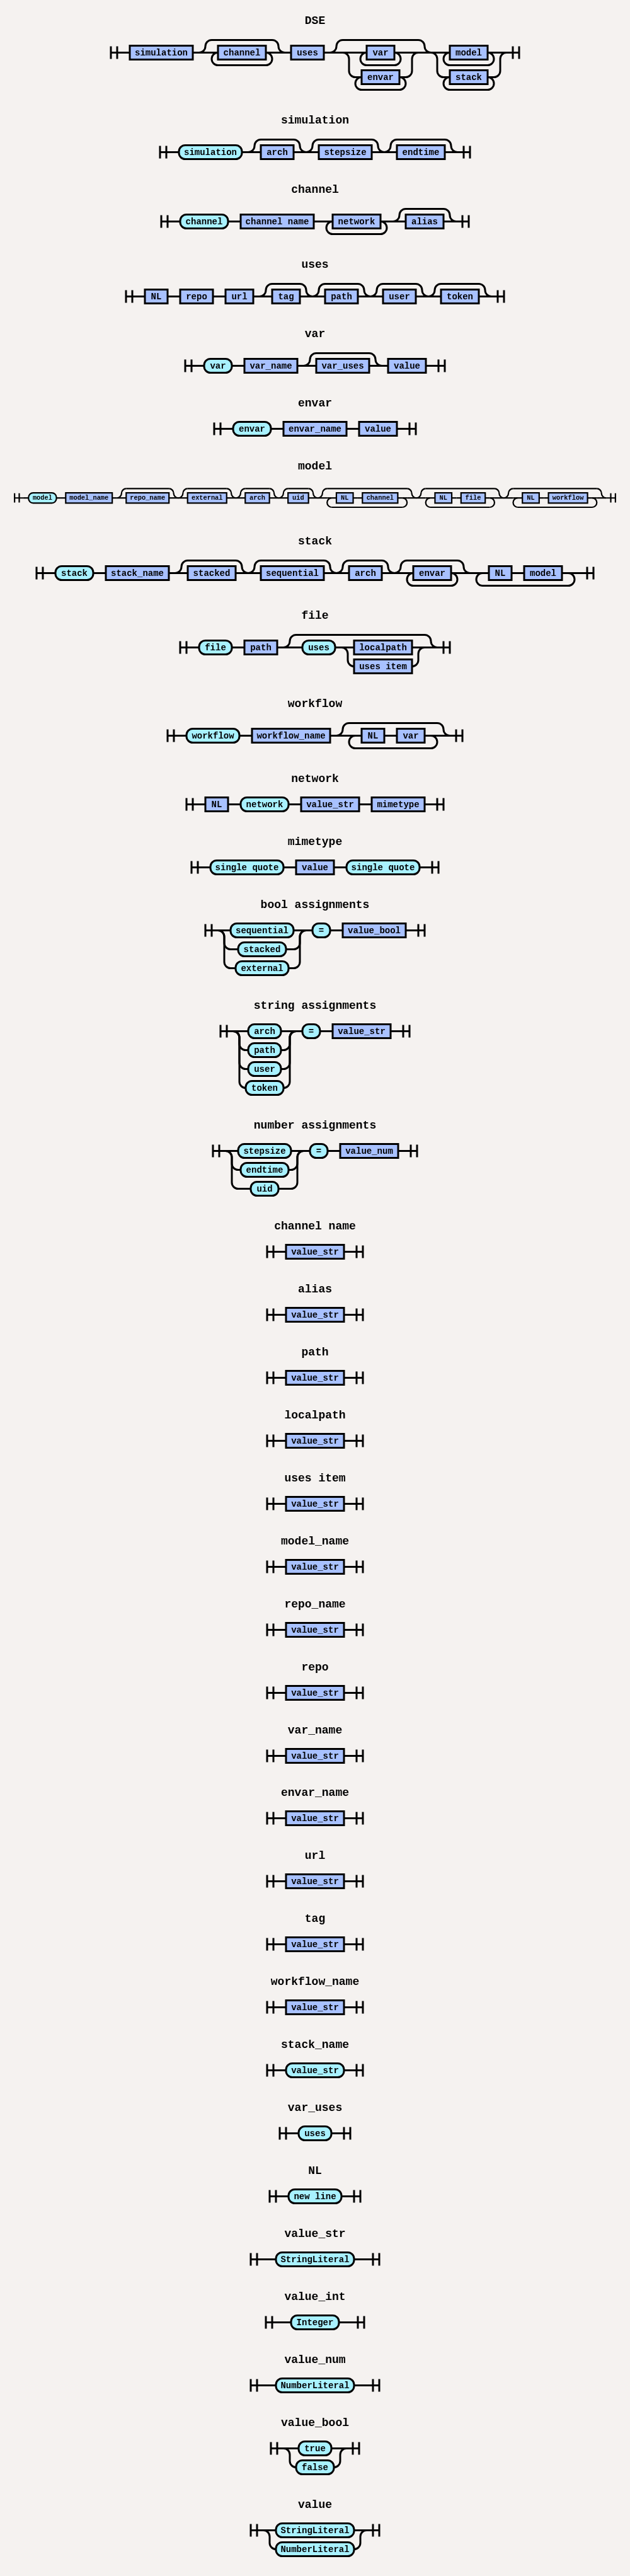 DSE
simulation channel uses var model
envar stack
simulation
simulation arch stepsize endtime
channel
channel channel name network alias
uses
NL repo url tag path user token
var
var var_name var_uses value
envar
envar envar_name value
model
model model_name repo_name external arch uid NL channel NL file NL workflow
stack
stack stack_name stacked sequential arch envar NL model
file
file path uses localpath
uses item
workflow
workflow workflow_name NL var
network
NL network value_str mimetype
mimetype
single quote value single quote
bool assignments
sequential = value_bool
stacked
external
string assignments
arch = value_str
path
user
token
number assignments
stepsize = value_num
endtime
uid
channel name
value_str
alias
value_str
path
value_str
localpath
value_str
uses item
value_str
model_name
value_str
repo_name
value_str
repo
value_str
var_name
value_str
envar_name
value_str
url
value_str
tag
value_str
workflow_name
value_str
stack_name
value_str
var_uses
uses
NL
new line
value_str
StringLiteral
value_int
Integer
value_num
NumberLiteral
value_bool
true
false
value
StringLiteral
NumberLiteral